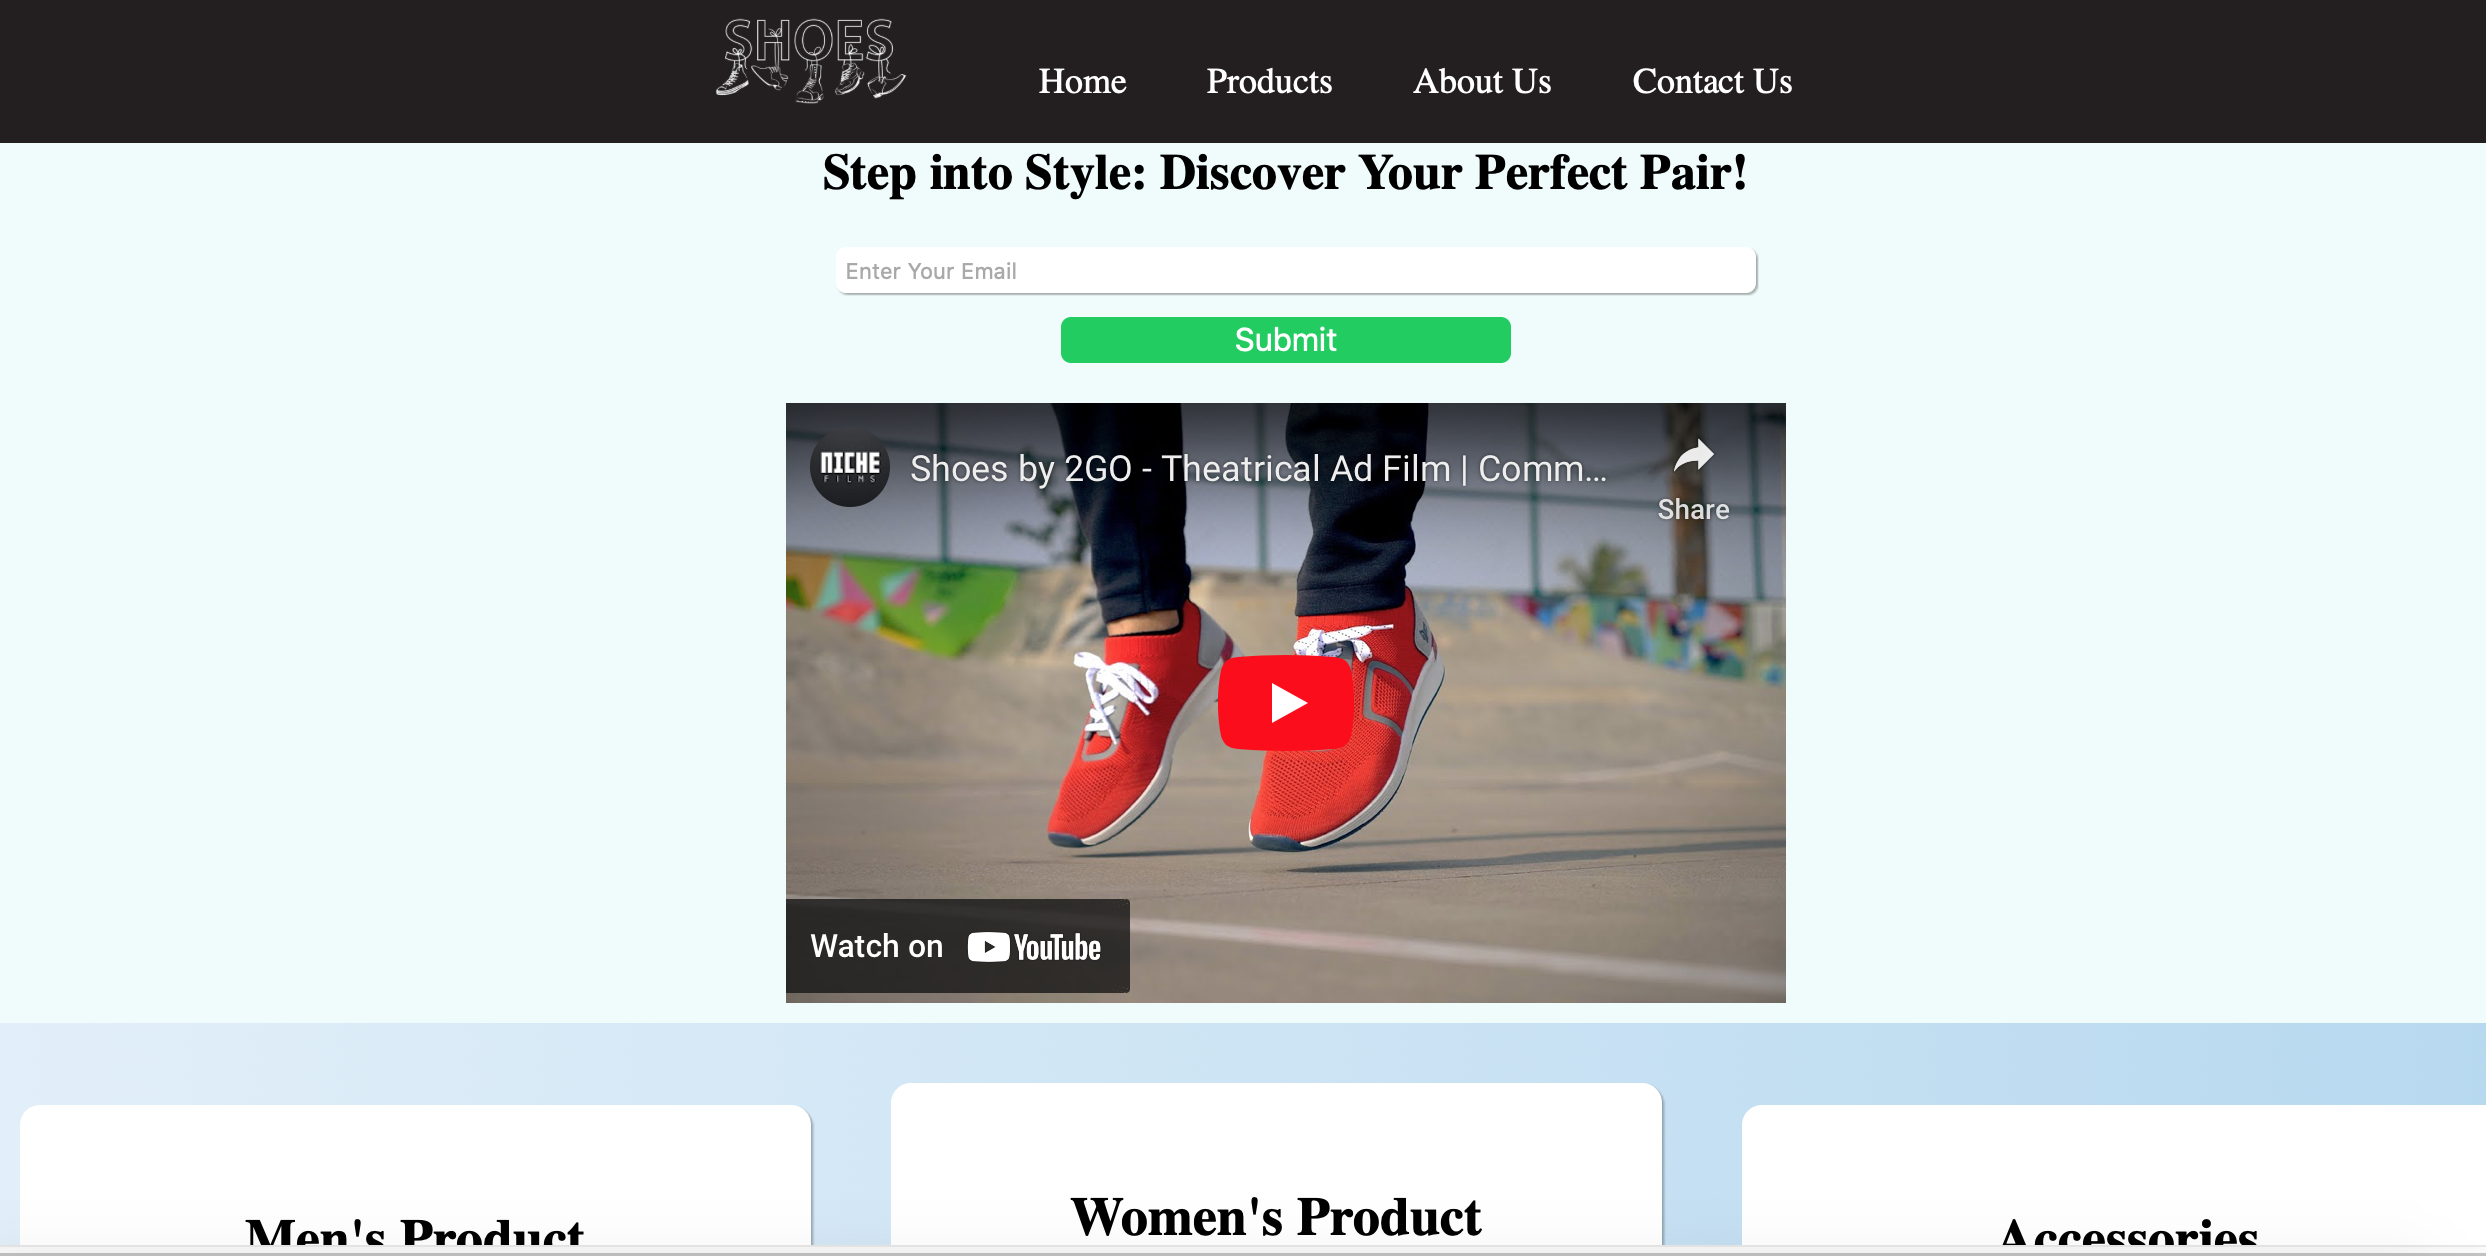 SHOES
Home Products About Us Contact Us
Step into Style: Discover Your Perfect Pair!
Enter Your Email
Submit
NICHE
FILMS
Shoes by 2GO - Theatrical Ad Film | Comm...
Share
Watch on YouTube
Men's Product
Women's Product
Accessories